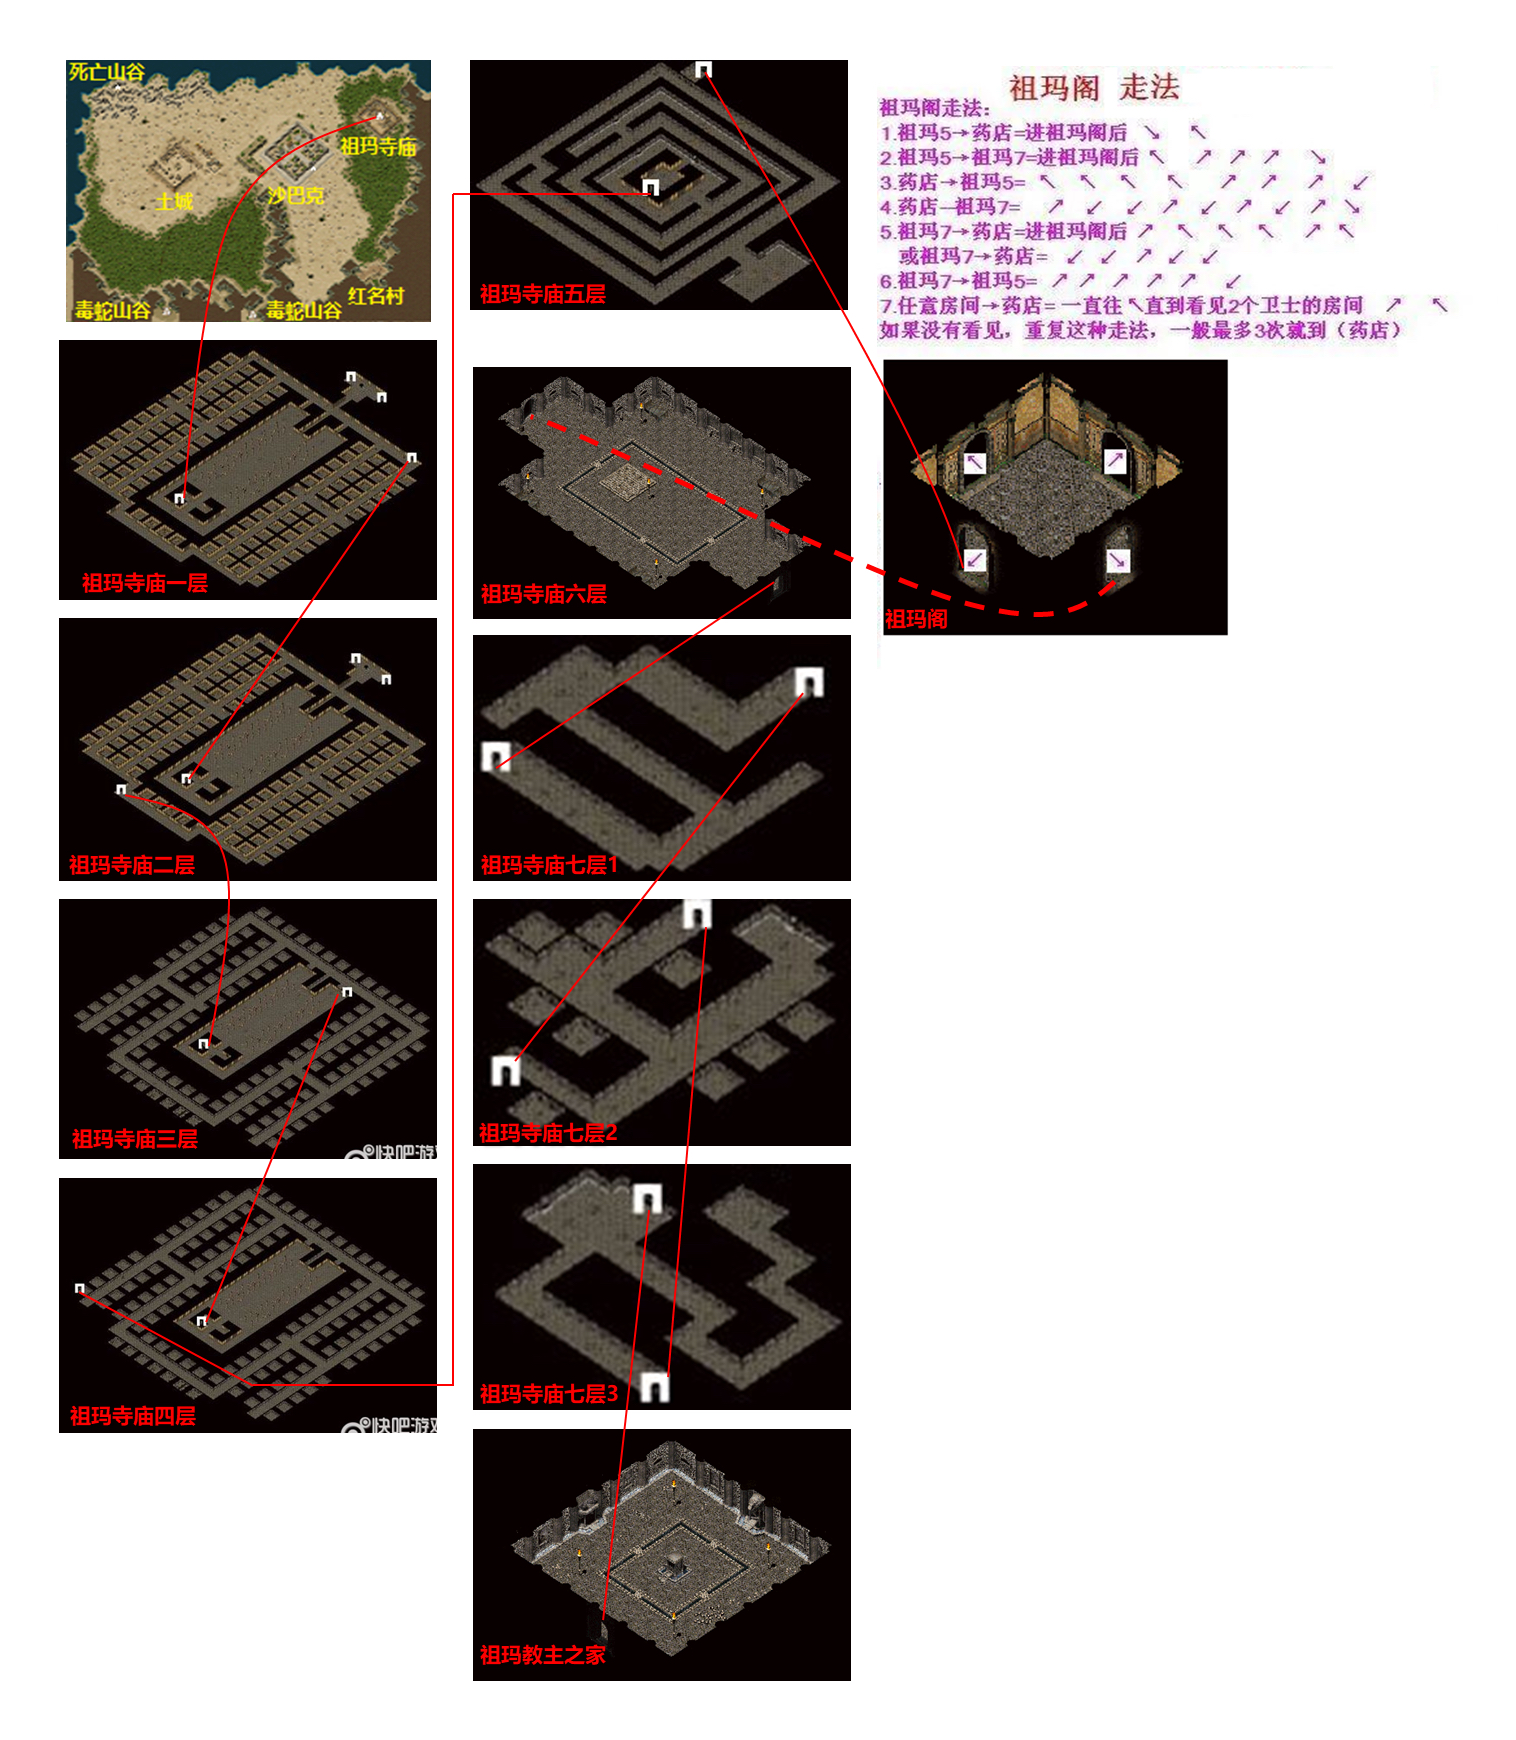 死亡山谷
祖玛寺庙
土城
沙巴克
红名村
毒蛇山谷
毒蛇山谷
祖玛寺庙一层
祖玛寺庙二层
祖玛寺庙三层
快吧游戏
祖玛寺庙四层
快吧游戏
祖玛寺庙五层
祖玛寺庙六层
祖玛寺庙七层1
祖玛寺庙七层2
祖玛寺庙七层3
祖玛教主之家
祖玛阁 走法
祖玛阁走法:
1.祖玛5→药店=进祖玛阁后 ↘ ↖
2.祖玛5→祖玛7=进祖玛阁后 ↖ ↗ ↗ ↗ ↘
3.药店→祖玛5= ↖ ↖ ↖ ↖ ↗ ↗ ↗ ↙
4.药店—祖玛7= ↗ ↙ ↙ ↗ ↙ ↗ ↙ ↗ ↘
5.祖玛7→药店=进祖玛阁后 ↗ ↖ ↖ ↖ ↗ ↖
或祖玛7→药店= ↙ ↙ ↗ ↙ ↙
6.祖玛7→祖玛5= ↗ ↗ ↗ ↗ ↗ ↙
7.任意房间→药店= 一直往↖直到看见2个卫士的房间 ↗ ↖
如果没有看见，重复这种走法，一般最多3次就到（药店）
↖ ↗
↙ ↘
祖玛阁